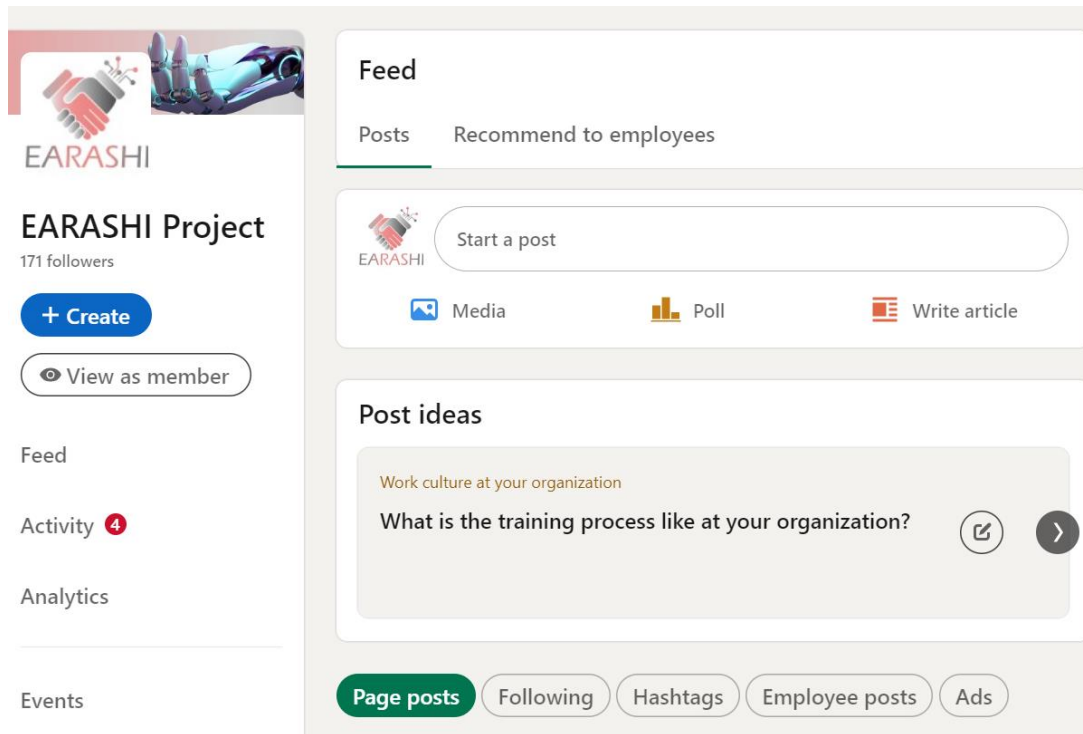 EARASHI
EARASHI Project
171 followers
+ Create
View as member
Feed
Activity 4
Analytics
Events
Feed
Posts Recommend to employees
EARASHI
Start a post
Media Poll Write article
Post ideas
Work culture at your organization
What is the training process like at your organization?
Page posts Following Hashtags Employee posts Ads